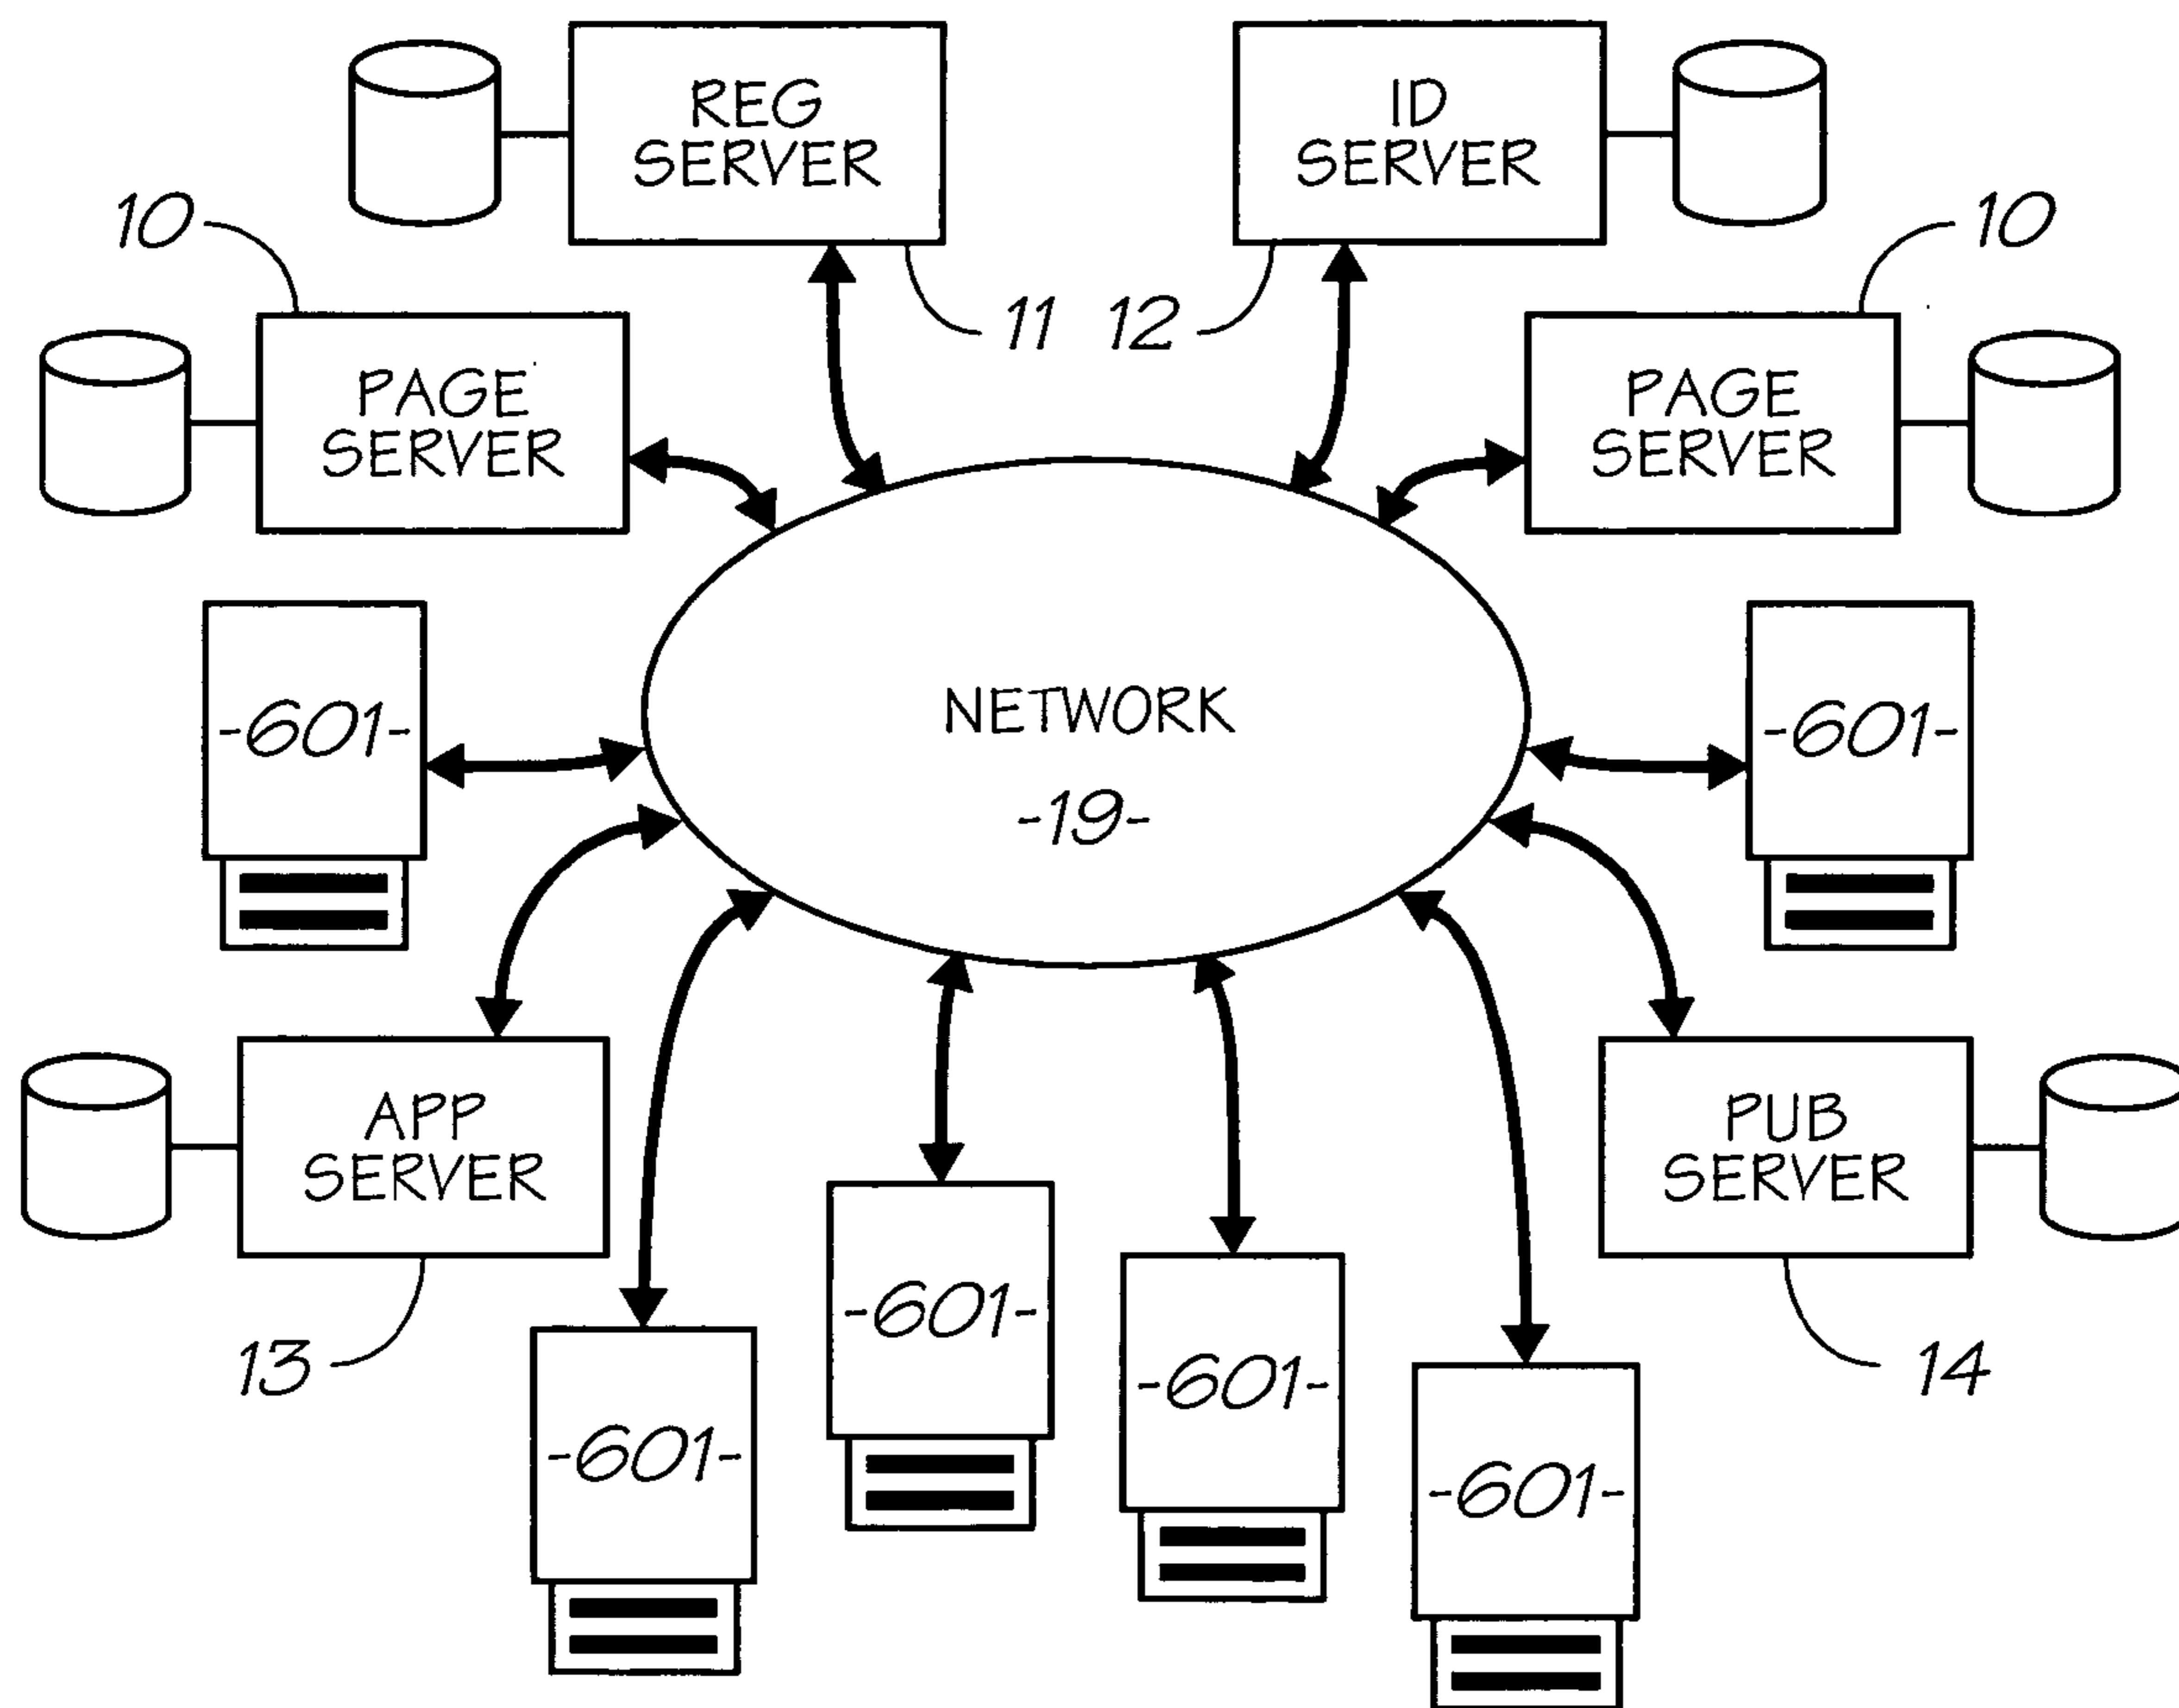 REG
SERVER
ID
SERVER
10
10
11
12
PAGE
SERVER
PAGE
SERVER
-601-
NETWORK
-19-
-601-
APP
SERVER
PUB
SERVER
13
-601-
-601-
-601-
-601-
14